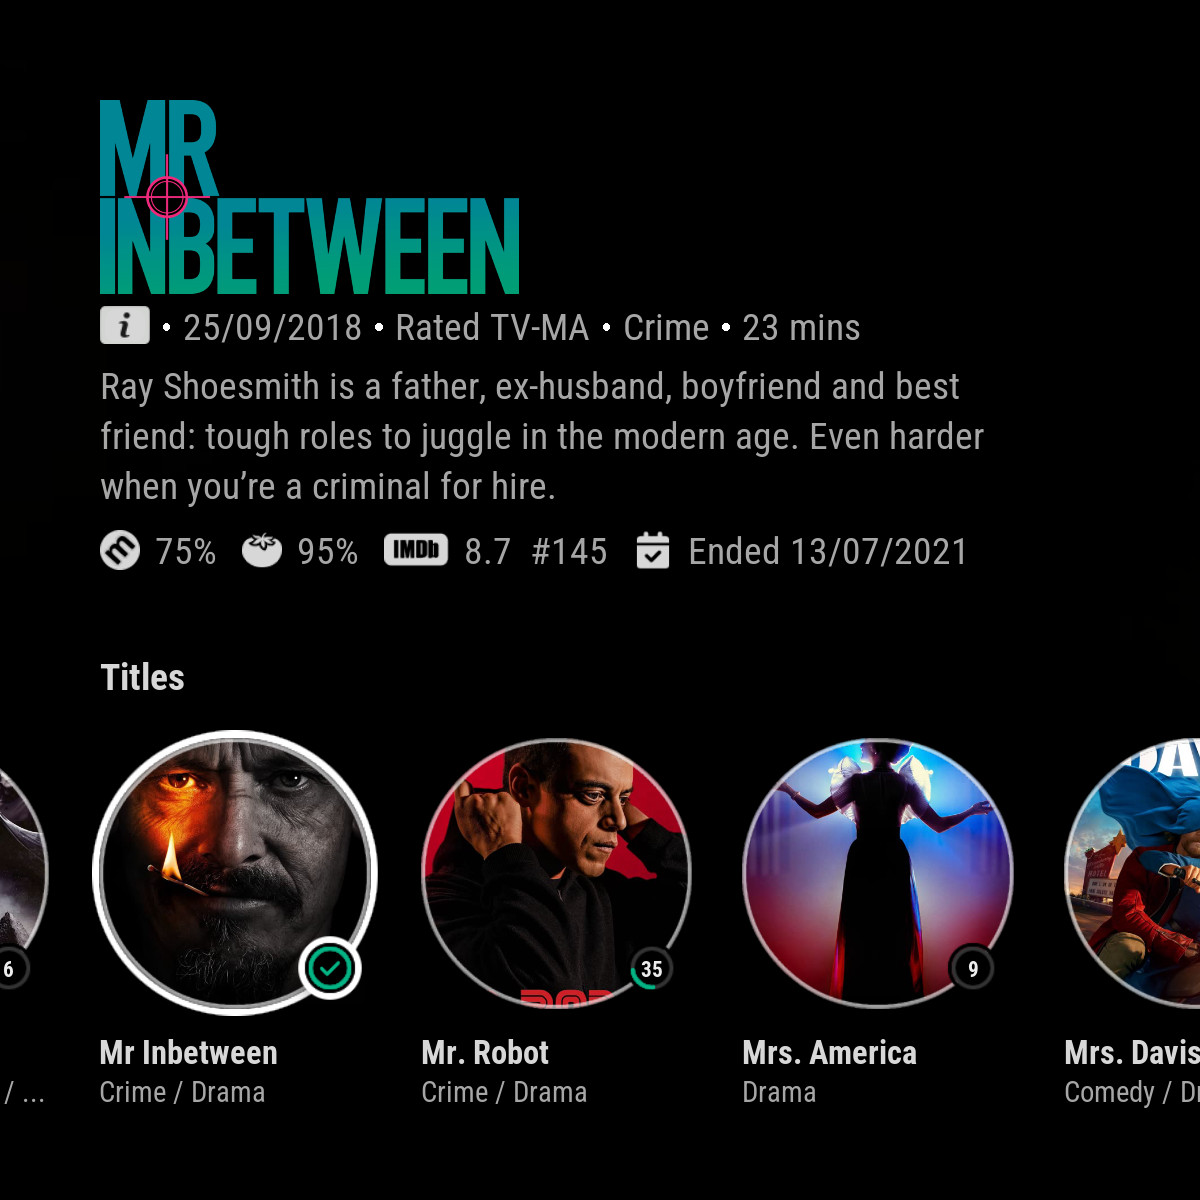 MR
INBETWEEN
i • 25/09/2018 • Rated TV-MA • Crime • 23 mins
Ray Shoesmith is a father, ex-husband, boyfriend and best
friend: tough roles to juggle in the modern age. Even harder
when you’re a criminal for hire.
m 75% 95% IMDb 8.7 #145 Ended 13/07/2021
Titles
DAV
6
35
9
Mr Inbetween
Mr. Robot
Mrs. America
Mrs. Davis
/ ...
Crime / Drama
Crime / Drama
Drama
Comedy / Dr